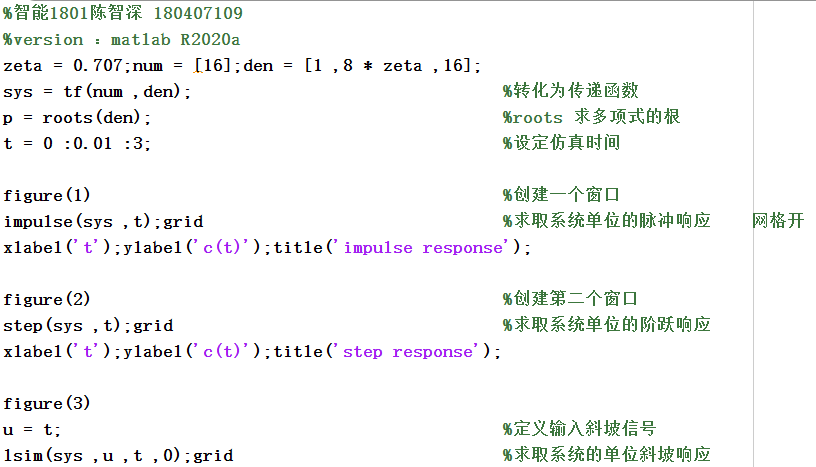 %智能1801陈智深 180407109
%version : matlab R2020a
zeta = 0.707;num = [16];den = [1 ,8 * zeta ,16];
sys = tf(num ,den); %转化为传递函数
p = roots(den); %roots 求多项式的根
t = 0 :0.01 :3; %设定仿真时间
figure(1) %创建一个窗口
impulse(sys ,t);grid %求取系统单位的脉冲响应 网格开
xlabel('t');ylabel('c(t)');title('impulse response');
figure(2) %创建第二个窗口
step(sys ,t);grid %求取系统单位的阶跃响应
xlabel('t');ylabel('c(t)');title('step response');
figure(3)
u = t; %定义输入斜坡信号
lsim(sys ,u ,t ,0);grid %求取系统的单位斜坡响应